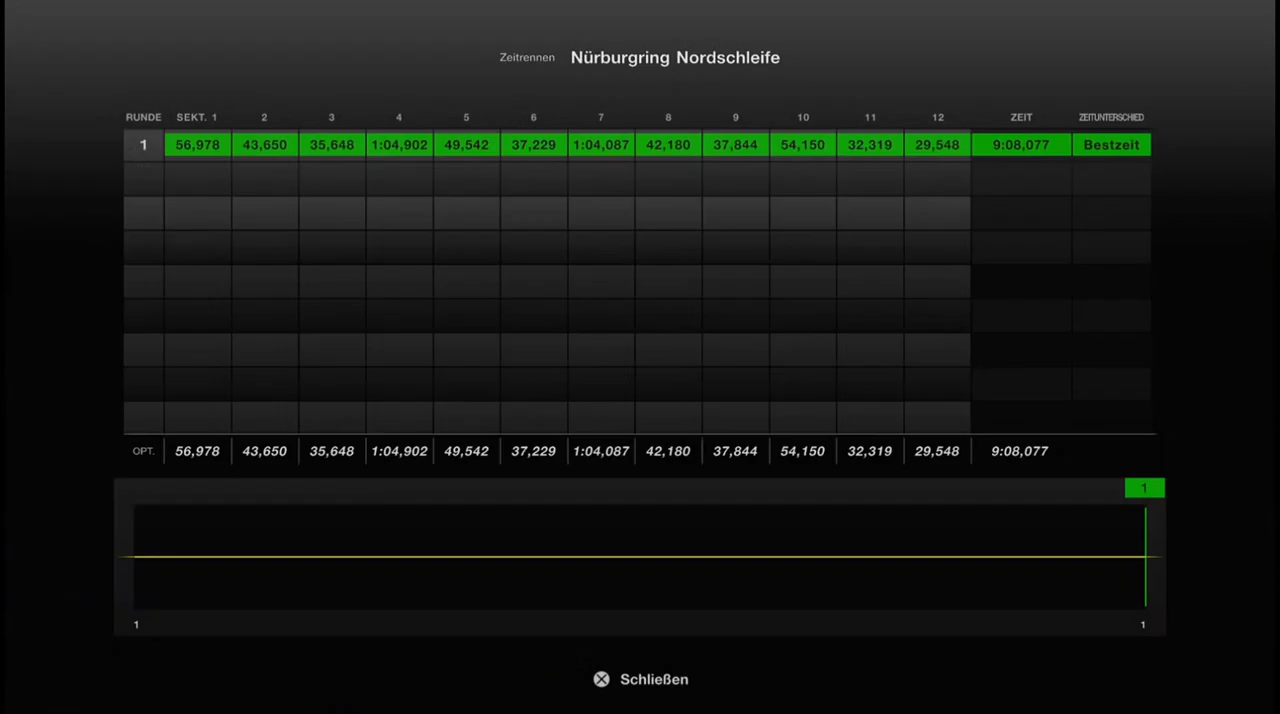 Zeitrennen Nürburgring Nordschleife
RUNDE SEKT. 1 2 3 4 5 6 7 8 9 10 11 12 ZEIT ZEITUNTERSCHIED
1 56,978 43,650 35,648 1:04,902 49,542 37,229 1:04,087 42,180 37,844 54,150 32,319 29,548 9:08,077 Bestzeit
OPT. 56,978 43,650 35,648 1:04,902 49,542 37,229 1:04,087 42,180 37,844 54,150 32,319 29,548 9:08,077
1
1 1
Schließen